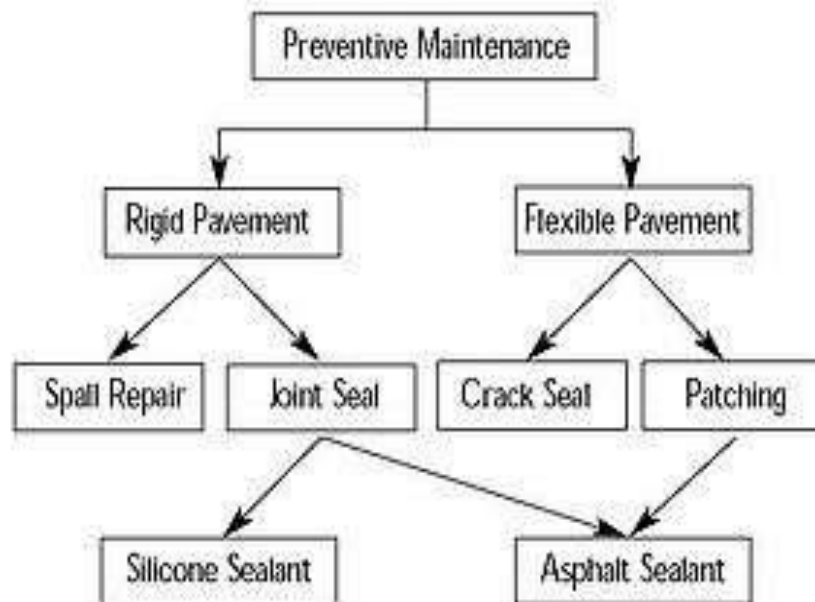 Preventive Maintenance
Rigid Pavement
Flexible Pavement
Spall Repair
Joint Seal
Crack Seal
Patching
Silicone Sealant
Asphalt Sealant